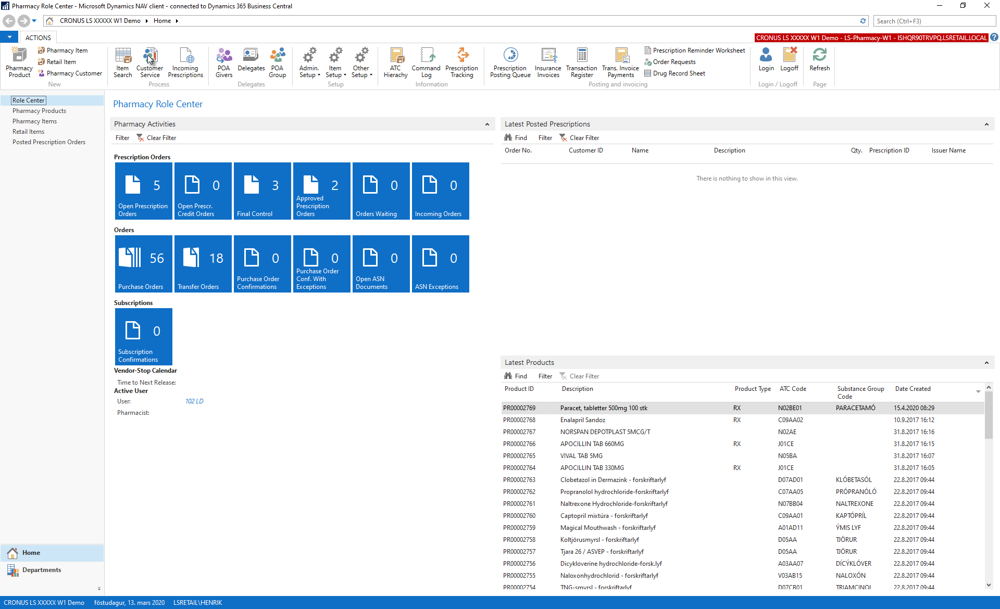 Pharmacy Role Center - Microsoft Dynamics NAV client - connected to Dynamics 365 Business Central
CRONUS LS XXXXX W1 Demo
Home
Search (Ctrl+F3)
ACTIONS
CRONUS LS XXXXX W1 Demo - LS-Pharmacy-W1 - ISHQR90TRVPQ.LSRETAIL.LOCAL
Pharmacy Product
Pharmacy Item
Retail Item
Pharmacy Customer
New
Item Search
Customer Service
Incoming Prescriptions
Process
POA Givers
Delegates
POA Group
Delegates
Admin. Setup
Item Setup
Other Setup
Setup
ATC Hierachy
Command Log
Prescription Tracking
Information
Prescription Posting Queue
Insurance Invoices
Transaction Register
Trans. Invoice Payments
Prescription Reminder Worksheet
Order Requests
Drug Record Sheet
Posting and invoicing
Login
Logoff
Login / Logoff
Refresh
Page
Role Center
Pharmacy Products
Pharmacy Items
Retail Items
Posted Prescription Orders
Home
Departments
Pharmacy Role Center
Pharmacy Activities
Filter Clear Filter
Prescription Orders
5 Open Prescription Orders
0 Open Prescr. Credit Orders
3 Final Control
2 Approved Prescription Orders
0 Orders Waiting
0 Incoming Orders
Orders
56 Purchase Orders
18 Transfer Orders
0 Purchase Order Confirmations
0 Purchase Order Conf. With Exceptions
0 Open ASN Documents
0 ASN Exceptions
Subscriptions
0 Subscription Confirmations
Vendor-Stop Calendar
Time to Next Release:
Active User
User: 102 LD
Pharmacist:
Latest Posted Prescriptions
Find Filter Clear Filter
Order No. Customer ID Name Description Qty. Prescription ID Issuer Name
There is nothing to show in this view.
Latest Products
Find Filter Clear Filter
Product ID Description Product Type ATC Code Substance Group Code Date Created
PR00002769 Paracet, tabletter 500mg 100 stk RX N02BE01 PARACETAMÓ 15.4.2020 08:29
PR00002768 Enalapril Sandoz RX C09AA02 10.9.2017 16:12
PR00002767 NORSPAN DEPOTPLAST 5MCG/T N02AE 31.8.2017 16:16
PR00002766 APOCILLIN TAB 660MG RX J01CE 31.8.2017 16:15
PR00002765 VIVAL TAB 5MG N05BA 31.8.2017 16:07
PR00002764 APOCILLIN TAB 330MG RX J01CE 31.8.2017 16:05
PR00002763 Clobetazol in Dermazink - forskriftarlyf D07AD01 KLÓBETASÓL 22.8.2017 09:44
PR00002762 Propranolol hydrochloride-forskriftarlyf C07AA05 PRÓPRANÓLÓ 22.8.2017 09:44
PR00002761 Naltrexone Hydrochloride-forskriftarlyf N07BB04 NALTREXONE 22.8.2017 09:44
PR00002760 Captopril mixtúra - forskriftarlyf C09AA01 KAPTÓPRÍL 22.8.2017 09:44
PR00002759 Magical Mouthwash - forskriftarlyf A01AD11 ÝMIS LYF 22.8.2017 09:44
PR00002758 Koltjörusmyrsl - forskriftarlyf D05AA TJÖRUR 22.8.2017 09:44
PR00002757 Tjara 26 / ASVEP - forskriftarlyf D05AA TJÖRUR 22.8.2017 09:44
PR00002756 Dicykloverine hydrochloride-forsk.lyf A03AA07 DÍCÝKLÓVER 22.8.2017 09:44
PR00002755 Naloxonhydrochlorid - forskriftarlyf V03AB15 NALOXÓN 22.8.2017 09:44
PR00002754 TNG-smyrsl - forskriftarlyf D07CB01 TRIAMCINOL 22.8.2017 09:44
CRONUS LS XXXXX W1 Demo föstudagur, 13. mars 2020 LSRETAIL\HENRIK